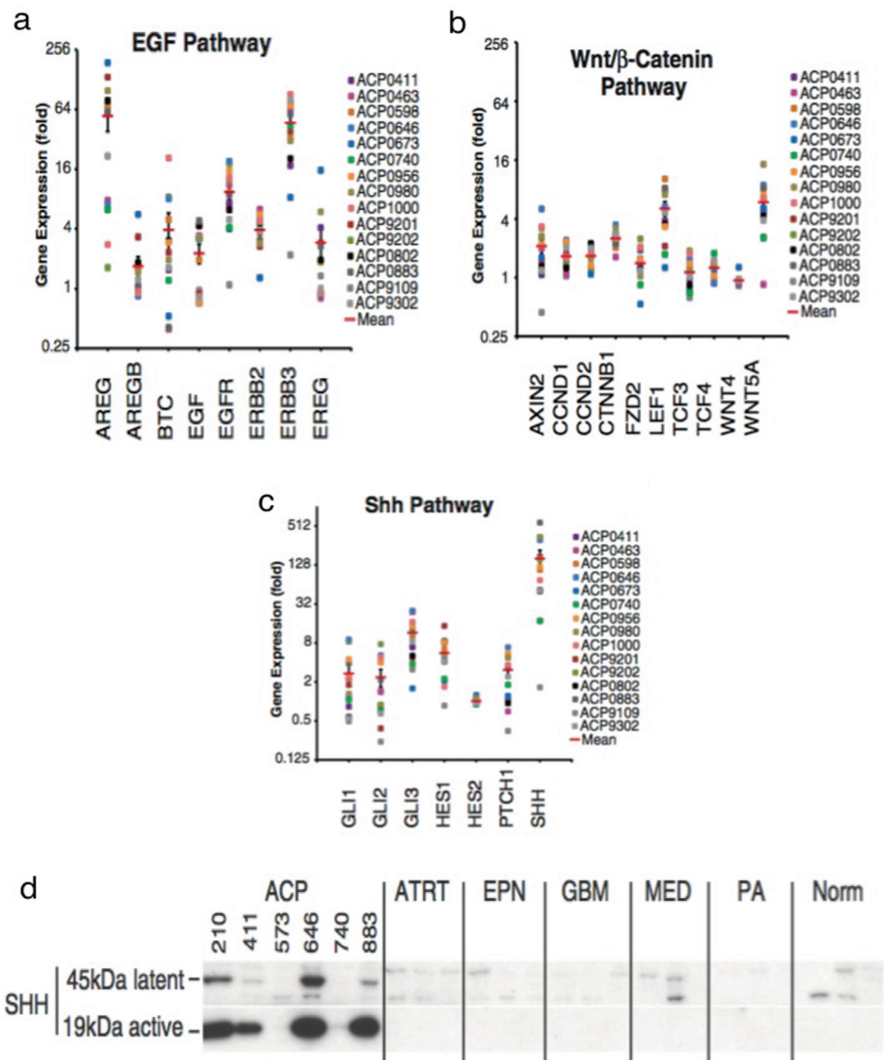 a
EGF Pathway
Gene Expression (fold)
256
64
16
4
1
0.25
AREG
AREGB
BTC
EGF
EGFR
ERBB2
ERBB3
EREG
ACP0411
ACP0463
ACP0598
ACP0646
ACP0673
ACP0740
ACP0956
ACP0980
ACP1000
ACP9201
ACP9202
ACP0802
ACP0883
ACP9109
ACP9302
Mean
b
Wnt/β-Catenin
Pathway
Gene Expression (fold)
256
64
16
4
1
0.25
AXIN2
CCND1
CCND2
CTNNB1
FZD2
LEF1
TCF3
TCF4
WNT4
WNT5A
ACP0411
ACP0463
ACP0598
ACP0646
ACP0673
ACP0740
ACP0956
ACP0980
ACP1000
ACP9201
ACP9202
ACP0802
ACP0883
ACP9109
ACP9302
Mean
c
Shh Pathway
Gene Expression (fold)
512
128
32
8
2
0.5
0.125
GLI1
GLI2
GLI3
HES1
HES2
PTCH1
SHH
ACP0411
ACP0463
ACP0598
ACP0646
ACP0673
ACP0740
ACP0956
ACP0980
ACP1000
ACP9201
ACP9202
ACP0802
ACP0883
ACP9109
ACP9302
Mean
d
ACP ATRT EPN GBM MED PA Norm
210 411 573 646 740 883
SHH
45kDa latent
19kDa active